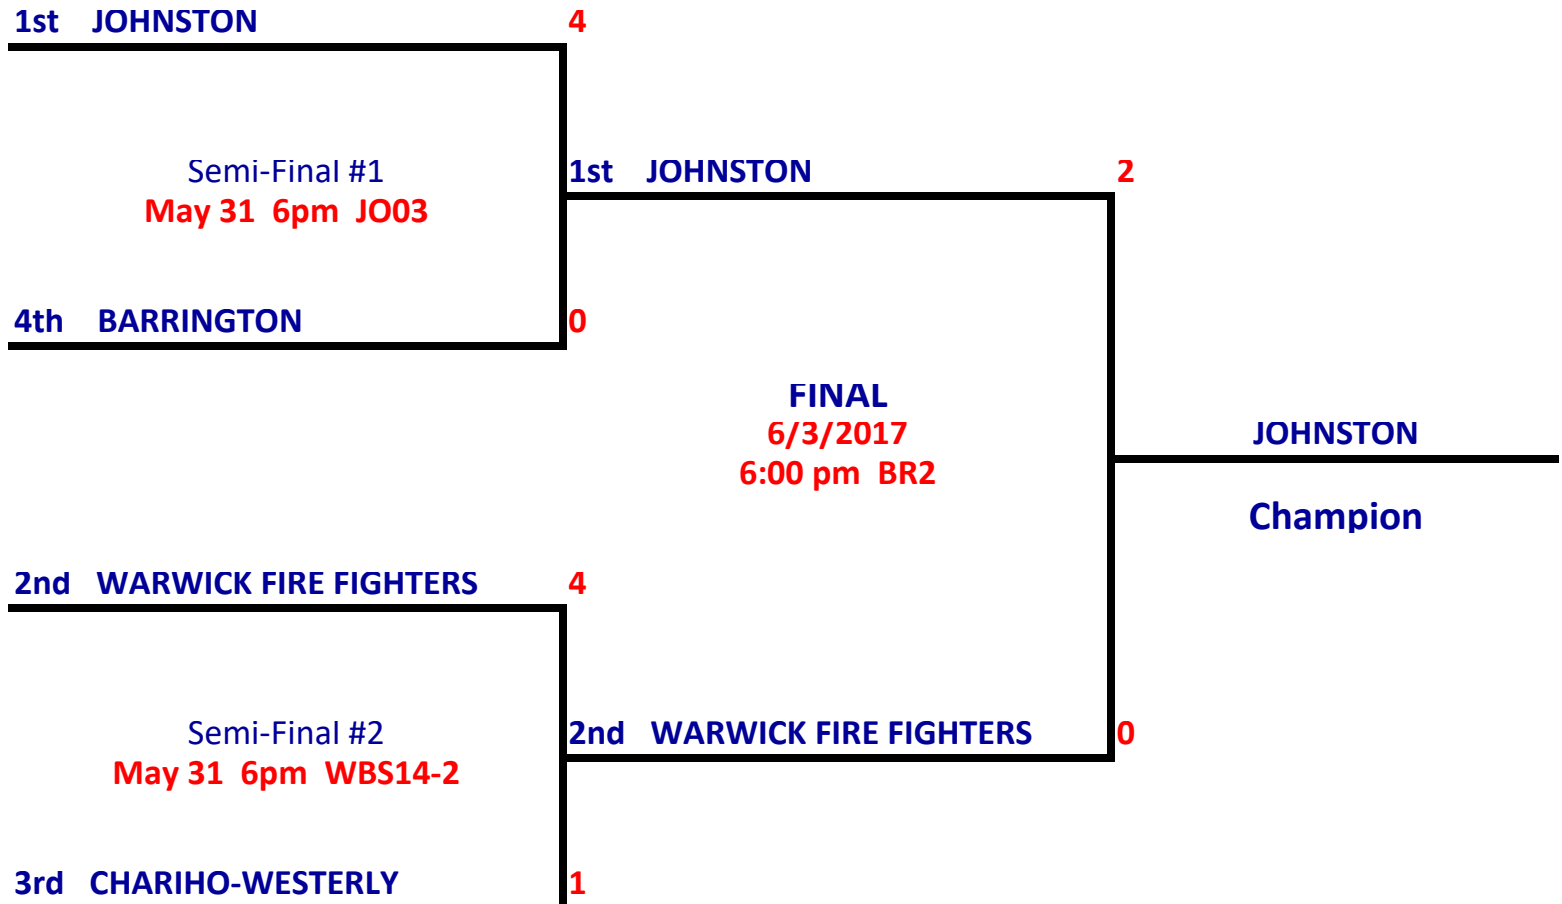 1st JOHNSTON 4
Semi-Final #1
May 31 6pm JO03
1st JOHNSTON 2
4th BARRINGTON 0
FINAL
6/3/2017
6:00 pm BR2
JOHNSTON
Champion
2nd WARWICK FIRE FIGHTERS 4
Semi-Final #2
May 31 6pm WBS14-2
2nd WARWICK FIRE FIGHTERS 0
3rd CHARIHO-WESTERLY 1